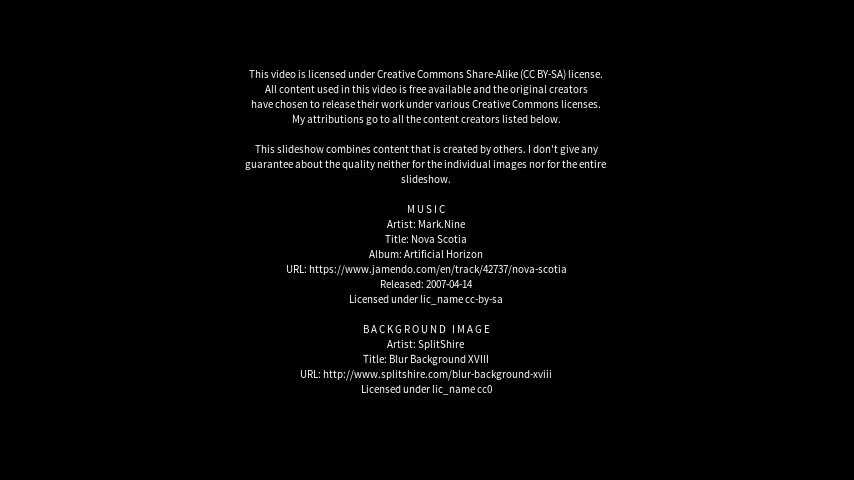 This video is licensed under Creative Commons Share-Alike (CC BY-SA) license.
All content used in this video is free available and the original creators
have chosen to release their work under various Creative Commons licenses.
My attributions go to all the content creators listed below.
This slideshow combines content that is created by others. I don't give any
guarantee about the quality neither for the individual images nor for the entire
slideshow.
MUSIC
Artist: Mark.Nine
Title: Nova Scotia
Album: Artificial Horizon
URL: https://www.jamendo.com/en/track/42737/nova-scotia
Released: 2007-04-14
Licensed under lic_name cc-by-sa
BACKGROUND IMAGE
Artist: SplitShire
Title: Blur Background XVIII
URL: http://www.splitshire.com/blur-background-xviii
Licensed under lic_name cc0